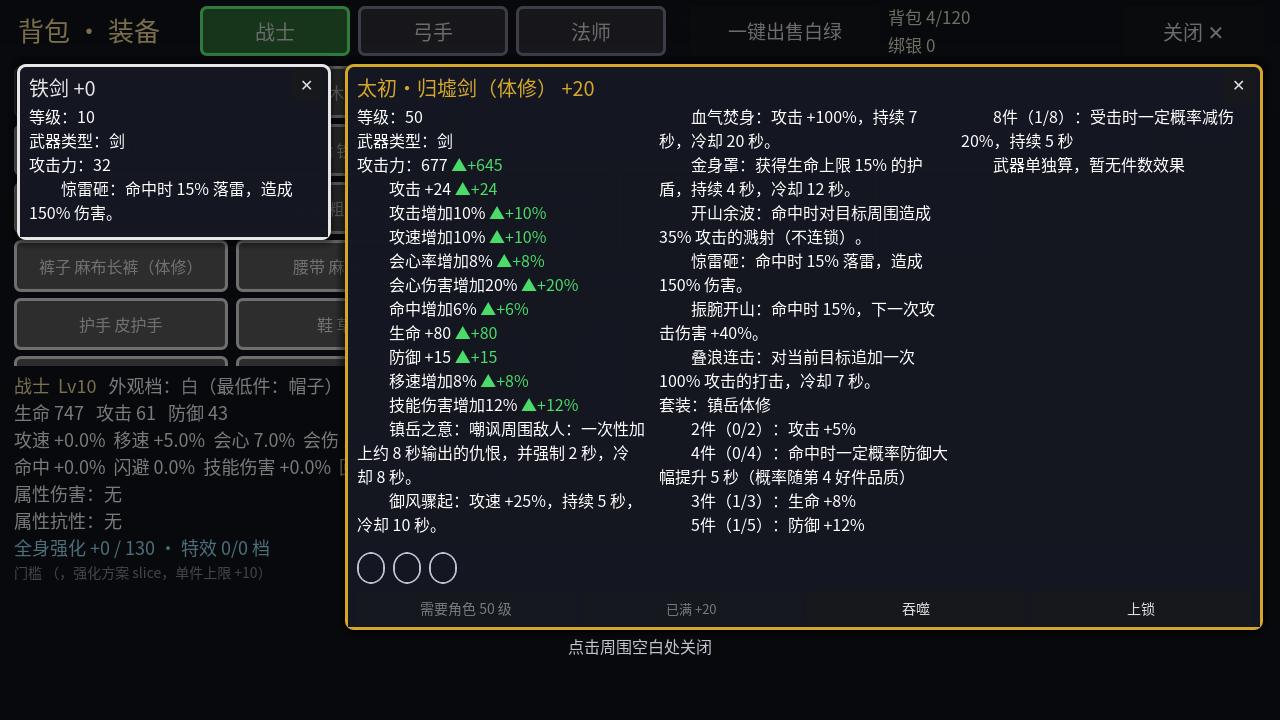 背包 · 装备
战士
弓手
法师
一键出售白绿
背包 4/120
绑银 0
关闭 ✕
铁剑 +0
✕
等级：10
武器类型：剑
攻击力：32
惊雷砸：命中时 15% 落雷，造成
150% 伤害。
裤子 麻布长裤（体修）
腰带 麻
护手 皮护手
鞋
战士 Lv10 外观档：白（最低件：帽子）
生命 747 攻击 61 防御 43
攻速 +0.0% 移速 +5.0% 会心 7.0% 会伤
命中 +0.0% 闪避 0.0% 技能伤害 +0.0%
属性伤害：无
属性抗性：无
全身强化 +0 / 130 · 特效 0/0 档
门槛 （，强化方案 slice，单件上限 +10）
太初·归墟剑（体修） +20
✕
等级：50
武器类型：剑
攻击力：677 ▲+645
攻击 +24 ▲+24
攻击增加10% ▲+10%
攻速增加10% ▲+10%
会心率增加8% ▲+8%
会心伤害增加20% ▲+20%
命中增加6% ▲+6%
生命 +80 ▲+80
防御 +15 ▲+15
移速增加8% ▲+8%
技能伤害增加12% ▲+12%
镇岳之意：嘲讽周围敌人：一次性加
上约 8 秒输出的仇恨，并强制 2 秒，冷
却 8 秒。
御风骤起：攻速 +25%，持续 5 秒，
冷却 10 秒。
血气焚身：攻击 +100%，持续 7
秒，冷却 20 秒。
金身罩：获得生命上限 15% 的护
盾，持续 4 秒，冷却 12 秒。
开山余波：命中时对目标周围造成
35% 攻击的溅射（不连锁）。
惊雷砸：命中时 15% 落雷，造成
150% 伤害。
振腕开山：命中时 15%，下一次攻
击伤害 +40%。
叠浪连击：对当前目标追加一次
100% 攻击的打击，冷却 7 秒。
套装：镇岳体修
2件（0/2）：攻击 +5%
4件（0/4）：命中时一定概率防御大
幅提升 5 秒（概率随第 4 好件品质）
3件（1/3）：生命 +8%
5件（1/5）：防御 +12%
8件（1/8）：受击时一定概率减伤
20%，持续 5 秒
武器单独算，暂无件数效果
需要角色 50 级
已满 +20
吞噬
上锁
点击周围空白处关闭